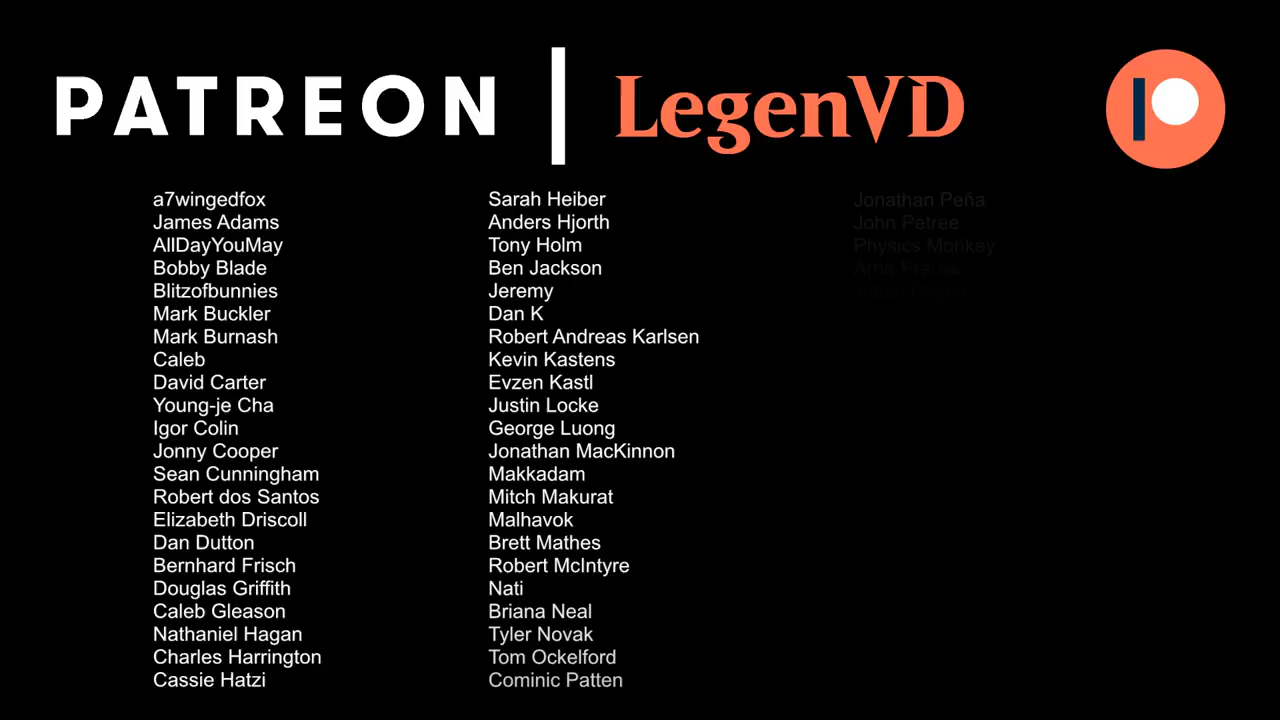 PATREON | LegenVD
a7wingedfox
James Adams
AllDayYouMay
Bobby Blade
Blitzofbunnies
Mark Buckler
Mark Burnash
Caleb
David Carter
Young-je Cha
Igor Colin
Jonny Cooper
Sean Cunningham
Robert dos Santos
Elizabeth Driscoll
Dan Dutton
Bernhard Frisch
Douglas Griffith
Caleb Gleason
Nathaniel Hagan
Charles Harrington
Cassie Hatzi
Sarah Heiber
Anders Hjorth
Tony Holm
Ben Jackson
Jeremy
Dan K
Robert Andreas Karlsen
Kevin Kastens
Evzen Kastl
Justin Locke
George Luong
Jonathan MacKinnon
Makkadam
Mitch Makurat
Malhavok
Brett Mathes
Robert McIntyre
Nati
Briana Neal
Tyler Novak
Tom Ockelford
Cominic Patten
Jonathan Peña
John Petree
Physics Monkey